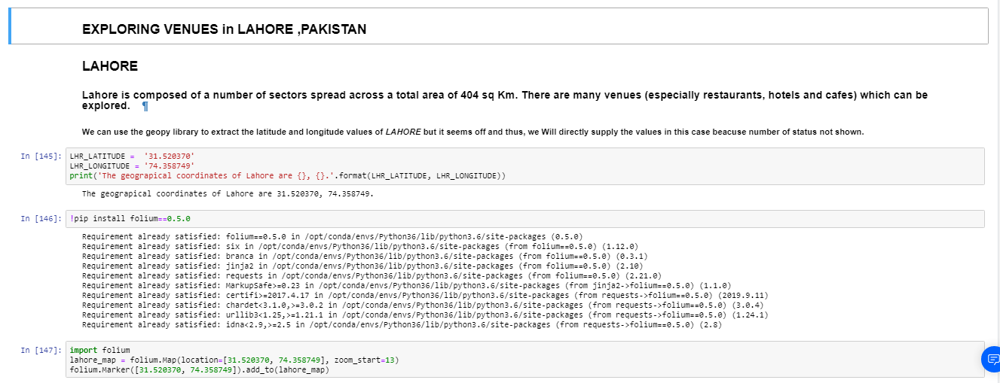 EXPLORING VENUES in LAHORE ,PAKISTAN
LAHORE
Lahore is composed of a number of sectors spread across a total area of 404 sq Km. There are many venues (especially restaurants, hotels and cafes) which can be
explored. ¶
We can use the geopy library to extract the latitude and longitude values of LAHORE but it seems off and thus, we Will directly supply the values in this case beacuse number of status not shown.
In [145]: LHR_LATITUDE =  '31.520370'
LHR_LONGITUDE = '74.358749'
print('The geograpical coordinates of Lahore are {}, {}.'.format(LHR_LATITUDE, LHR_LONGITUDE))
The geograpical coordinates of Lahore are 31.520370, 74.358749.
In [146]: !pip install folium==0.5.0
Requirement already satisfied: folium==0.5.0 in /opt/conda/envs/Python36/lib/python3.6/site-packages (0.5.0)
Requirement already satisfied: six in /opt/conda/envs/Python36/lib/python3.6/site-packages (from folium==0.5.0) (1.12.0)
Requirement already satisfied: branca in /opt/conda/envs/Python36/lib/python3.6/site-packages (from folium==0.5.0) (0.3.1)
Requirement already satisfied: jinja2 in /opt/conda/envs/Python36/lib/python3.6/site-packages (from folium==0.5.0) (2.10)
Requirement already satisfied: requests in /opt/conda/envs/Python36/lib/python3.6/site-packages (from folium==0.5.0) (2.21.0)
Requirement already satisfied: MarkupSafe>=0.23 in /opt/conda/envs/Python36/lib/python3.6/site-packages (from jinja2->folium==0.5.0) (1.1.0)
Requirement already satisfied: certifi>=2017.4.17 in /opt/conda/envs/Python36/lib/python3.6/site-packages (from requests->folium==0.5.0) (2019.9.11)
Requirement already satisfied: chardet<3.1.0,>=3.0.2 in /opt/conda/envs/Python36/lib/python3.6/site-packages (from requests->folium==0.5.0) (3.0.4)
Requirement already satisfied: urllib3<1.25,>=1.21.1 in /opt/conda/envs/Python36/lib/python3.6/site-packages (from requests->folium==0.5.0) (1.24.1)
Requirement already satisfied: idna<2.9,>=2.5 in /opt/conda/envs/Python36/lib/python3.6/site-packages (from requests->folium==0.5.0) (2.8)
In [147]: import folium
lahore_map = folium.Map(location=[31.520370, 74.358749], zoom_start=13)
folium.Marker([31.520370, 74.358749]).add_to(lahore_map)